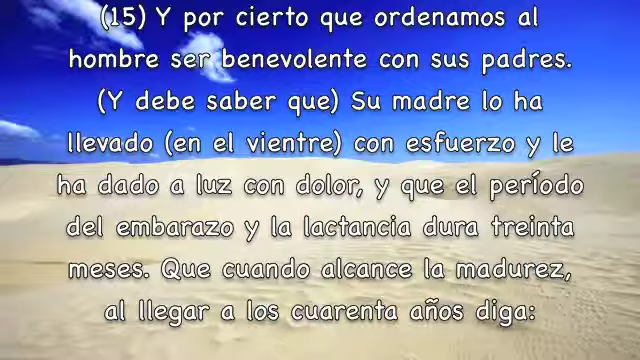 (15) Y por cierto que ordenamos al
hombre ser benevolente con sus padres.
(Y debe saber que) Su madre lo ha
llevado (en el vientre) con esfuerzo y le
ha dado a luz con dolor, y que el período
del embarazo y la lactancia dura treinta
meses. Que cuando alcance la madurez,
al llegar a los cuarenta años diga: